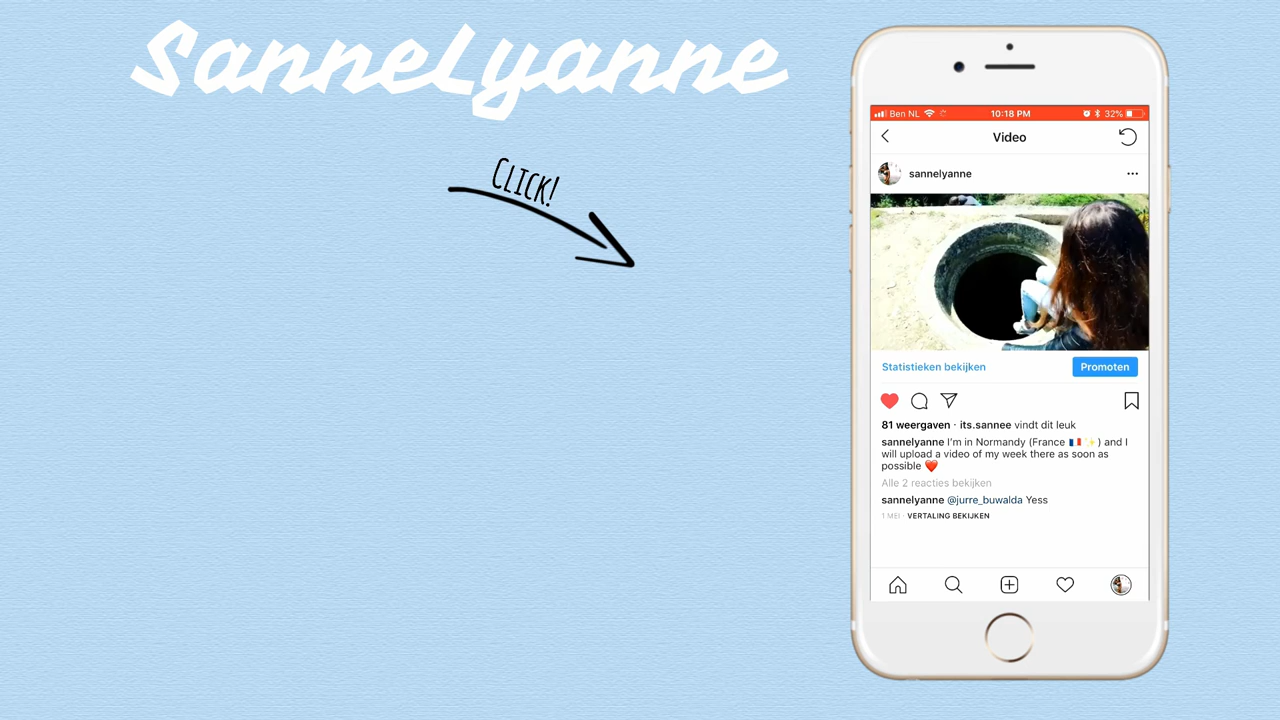 SanneLyanne
Click!
Ben NL 10:18 PM 32%
Video
sannelyanne
Statistieken bekijken Promoten
81 weergaven · its.sannee vindt dit leuk
sannelyanne I'm in Normandy (France 🇫🇷✨) and I
will upload a video of my week there as soon as
possible ❤️
Alle 2 reacties bekijken
sannelyanne @jurre_buwalda Yess
1 MEI · VERTALING BEKIJKEN